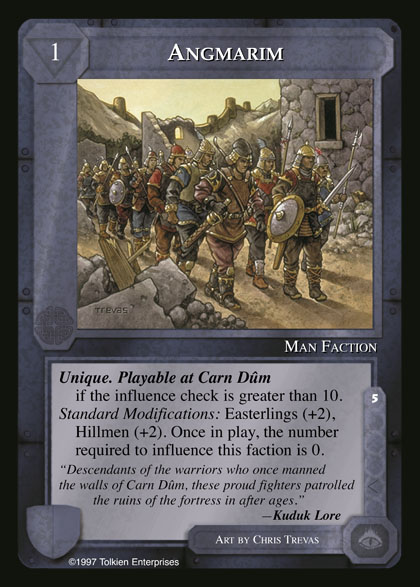 1
ANGMARIM
TREVAS
MAN FACTION
Unique. Playable at Carn Dûm
if the influence check is greater than 10.
Standard Modifications: Easterlings (+2),
Hillmen (+2). Once in play, the number
required to influence this faction is 0.
5
“Descendants of the warriors who once manned
the walls of Carn Dûm, these proud fighters patrolled
the ruins of the fortress in after ages.”
—Kuduk Lore
ART BY CHRIS TREVAS
©1997 Tolkien Enterprises